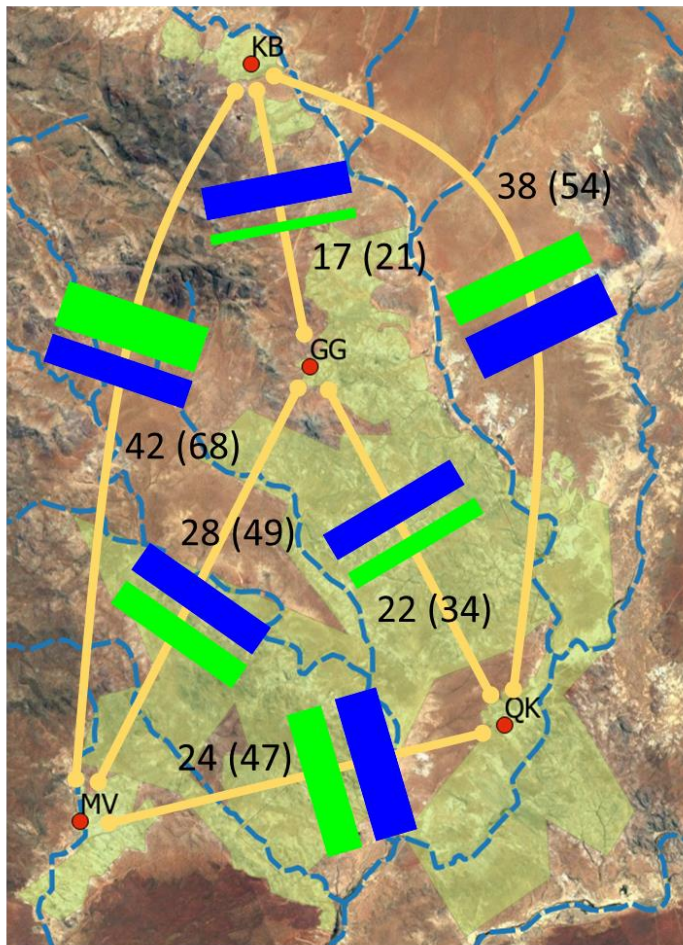 KB
38 (54)
17 (21)
GG
42 (68)
28 (49)
22 (34)
QK
24 (47)
MV